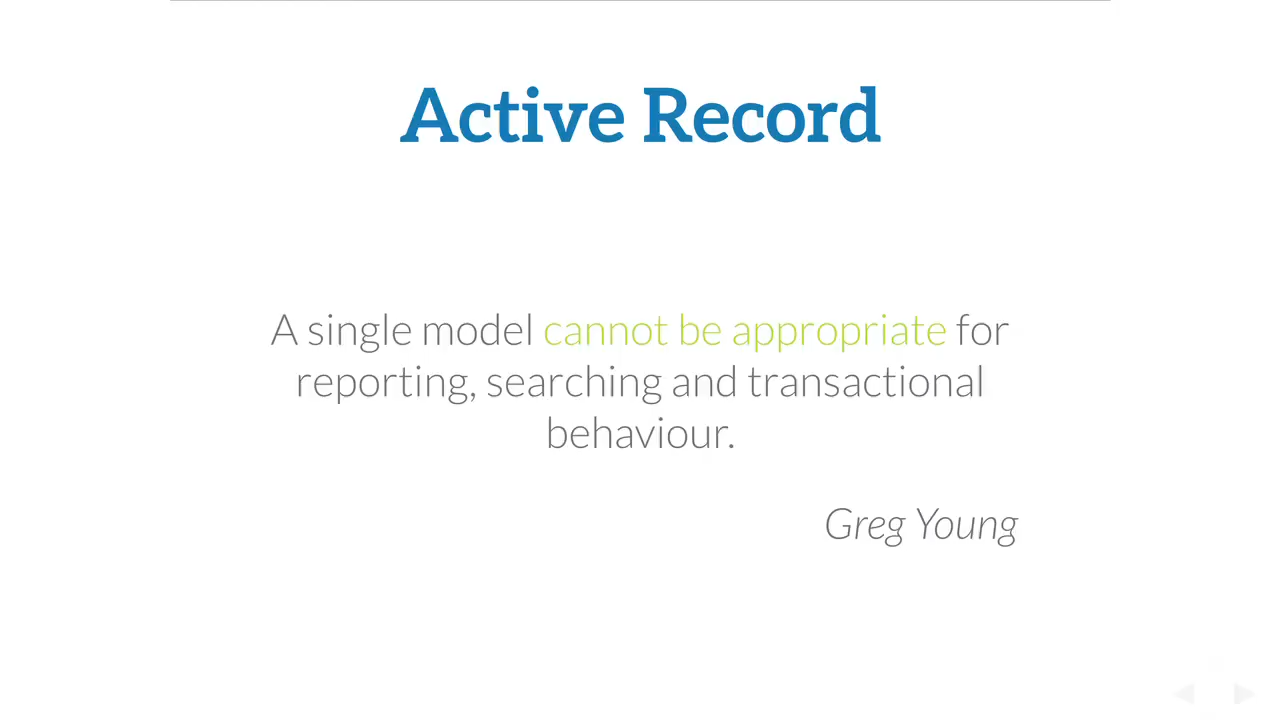 Active Record
A single model cannot be appropriate for
reporting, searching and transactional
behaviour.
Greg Young